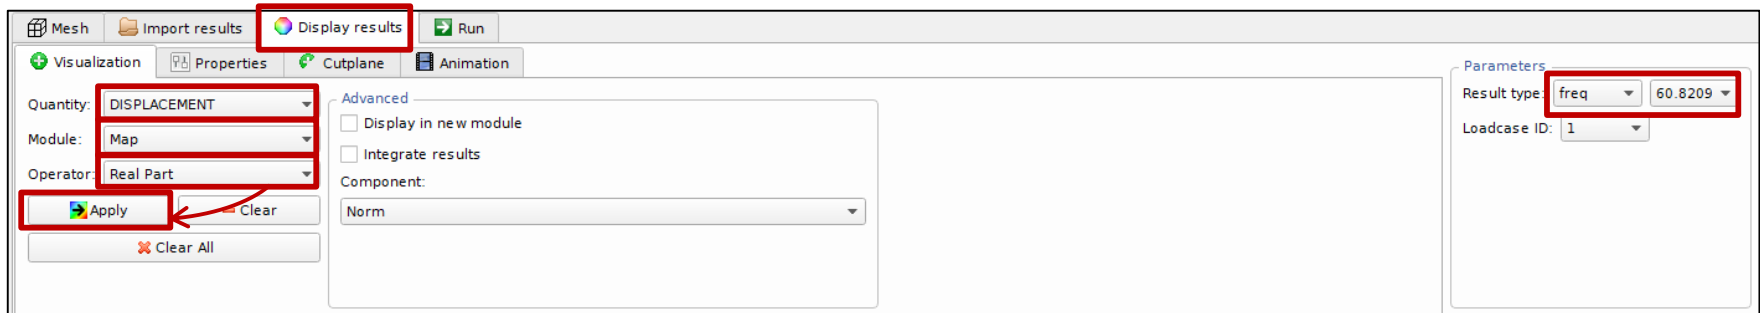 Mesh Import results Display results Run
Visualization Properties Cutplane Animation
Quantity: DISPLACEMENT
Module: Map
Operator: Real Part
Apply Clear
Clear All
Advanced
Display in new module
Integrate results
Component:
Norm
Parameters
Result type: freq 60.8209
Loadcase ID: 1